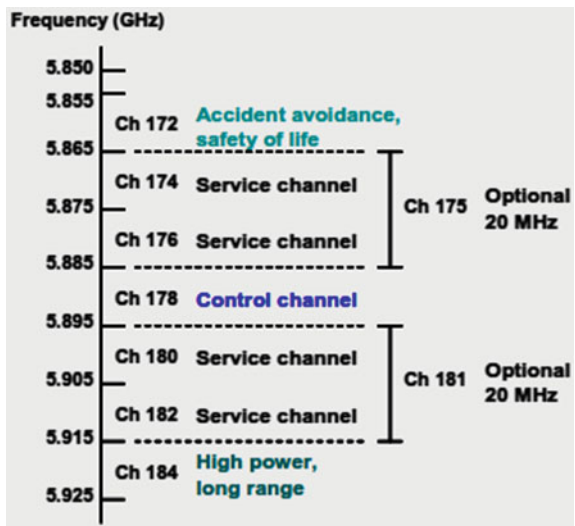 Frequency (GHz)
5.850
5.855
Ch 172 Accident avoidance,
safety of life
5.865
Ch 174 Service channel
Ch 175 Optional
20 MHz
5.875
Ch 176 Service channel
5.885
Ch 178 Control channel
5.895
Ch 180 Service channel
Ch 181 Optional
20 MHz
5.905
Ch 182 Service channel
5.915
Ch 184 High power,
long range
5.925